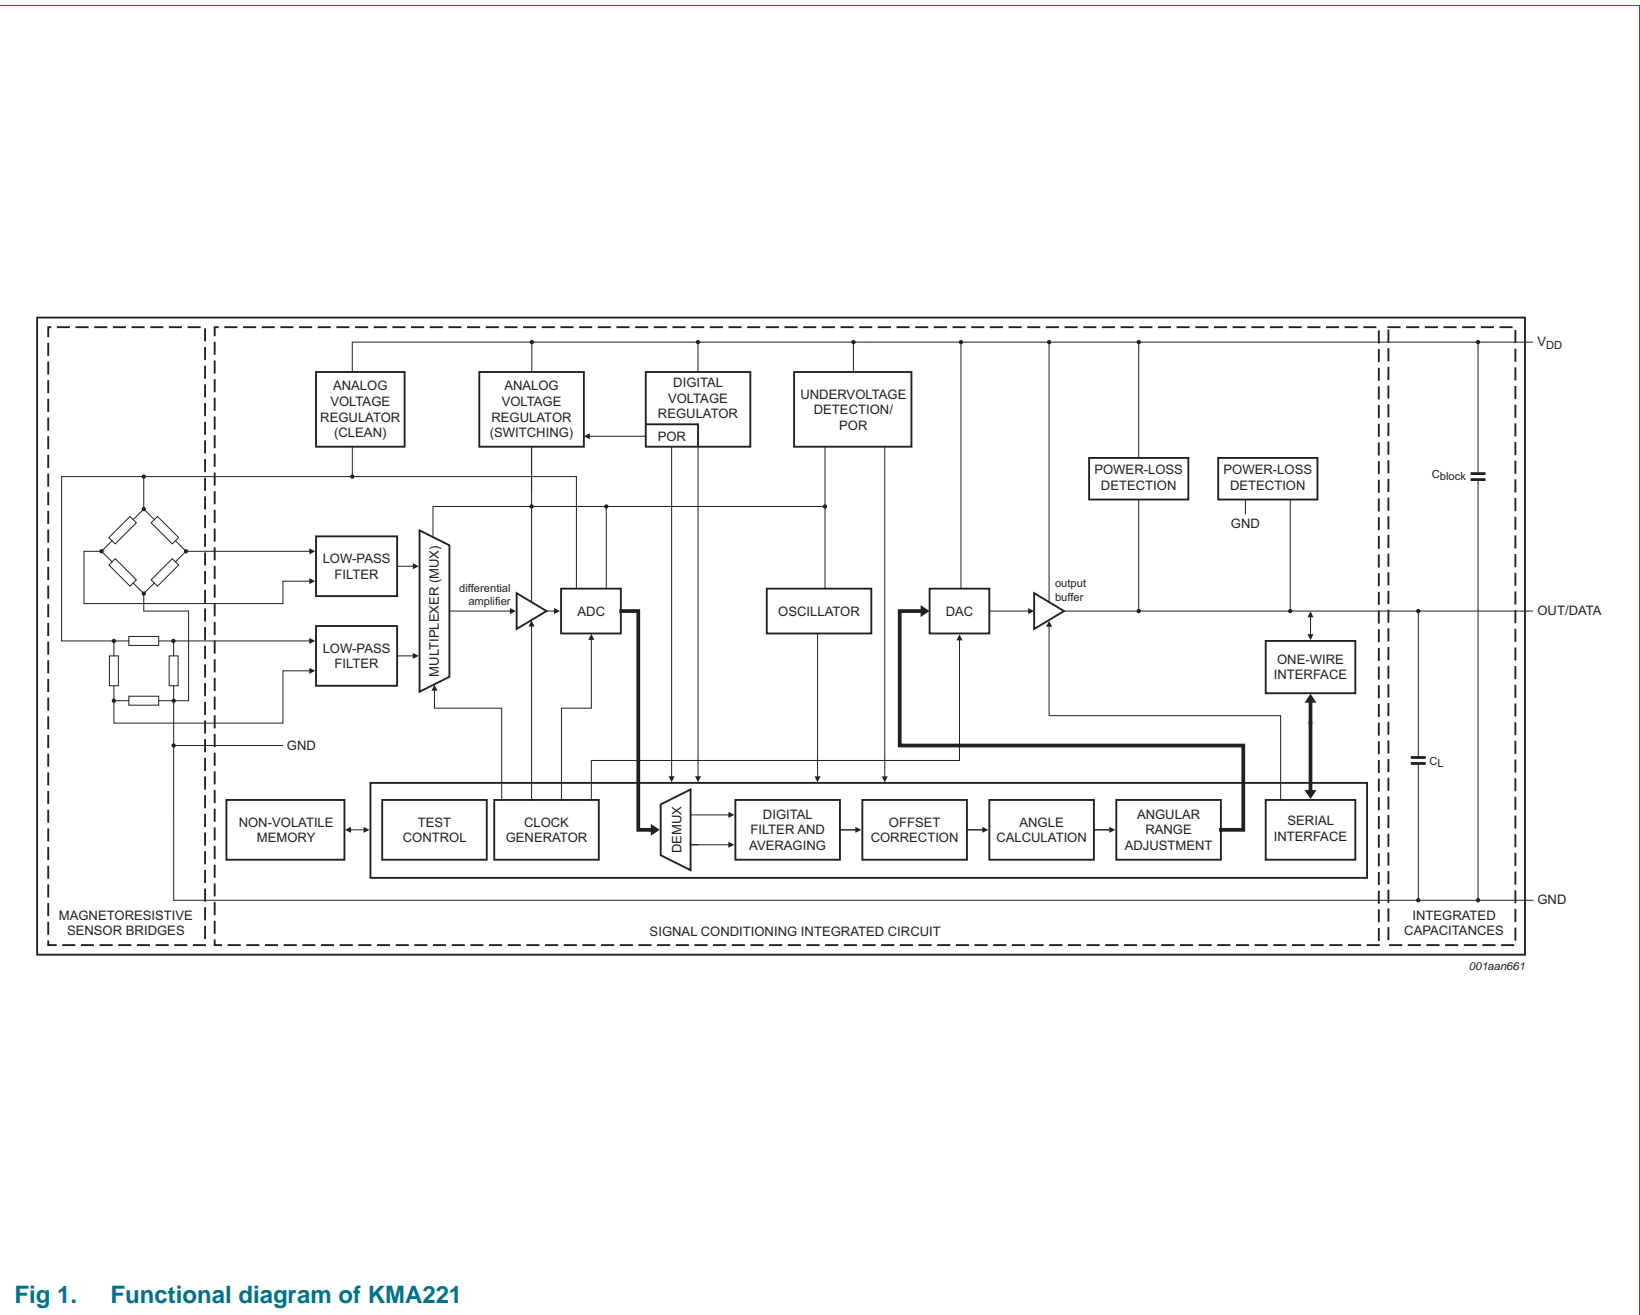 ANALOG
VOLTAGE
REGULATOR
(CLEAN)
ANALOG
VOLTAGE
REGULATOR
(SWITCHING)
DIGITAL
VOLTAGE
REGULATOR
POR
UNDERVOLTAGE
DETECTION/
POR
VDD
POWER-LOSS
DETECTION
POWER-LOSS
DETECTION
GND
Cblock
LOW-PASS
FILTER
LOW-PASS
FILTER
MULTIPLEXER (MUX)
differential
amplifier
ADC
OSCILLATOR
DAC
output
buffer
OUT/DATA
ONE-WIRE
INTERFACE
GND
CL
NON-VOLATILE
MEMORY
TEST
CONTROL
CLOCK
GENERATOR
DEMUX
DIGITAL
FILTER AND
AVERAGING
OFFSET
CORRECTION
ANGLE
CALCULATION
ANGULAR
RANGE
ADJUSTMENT
SERIAL
INTERFACE
GND
MAGNETORESISTIVE
SENSOR BRIDGES
SIGNAL CONDITIONING INTEGRATED CIRCUIT
INTEGRATED
CAPACITANCES
001aan661
Fig 1. Functional diagram of KMA221